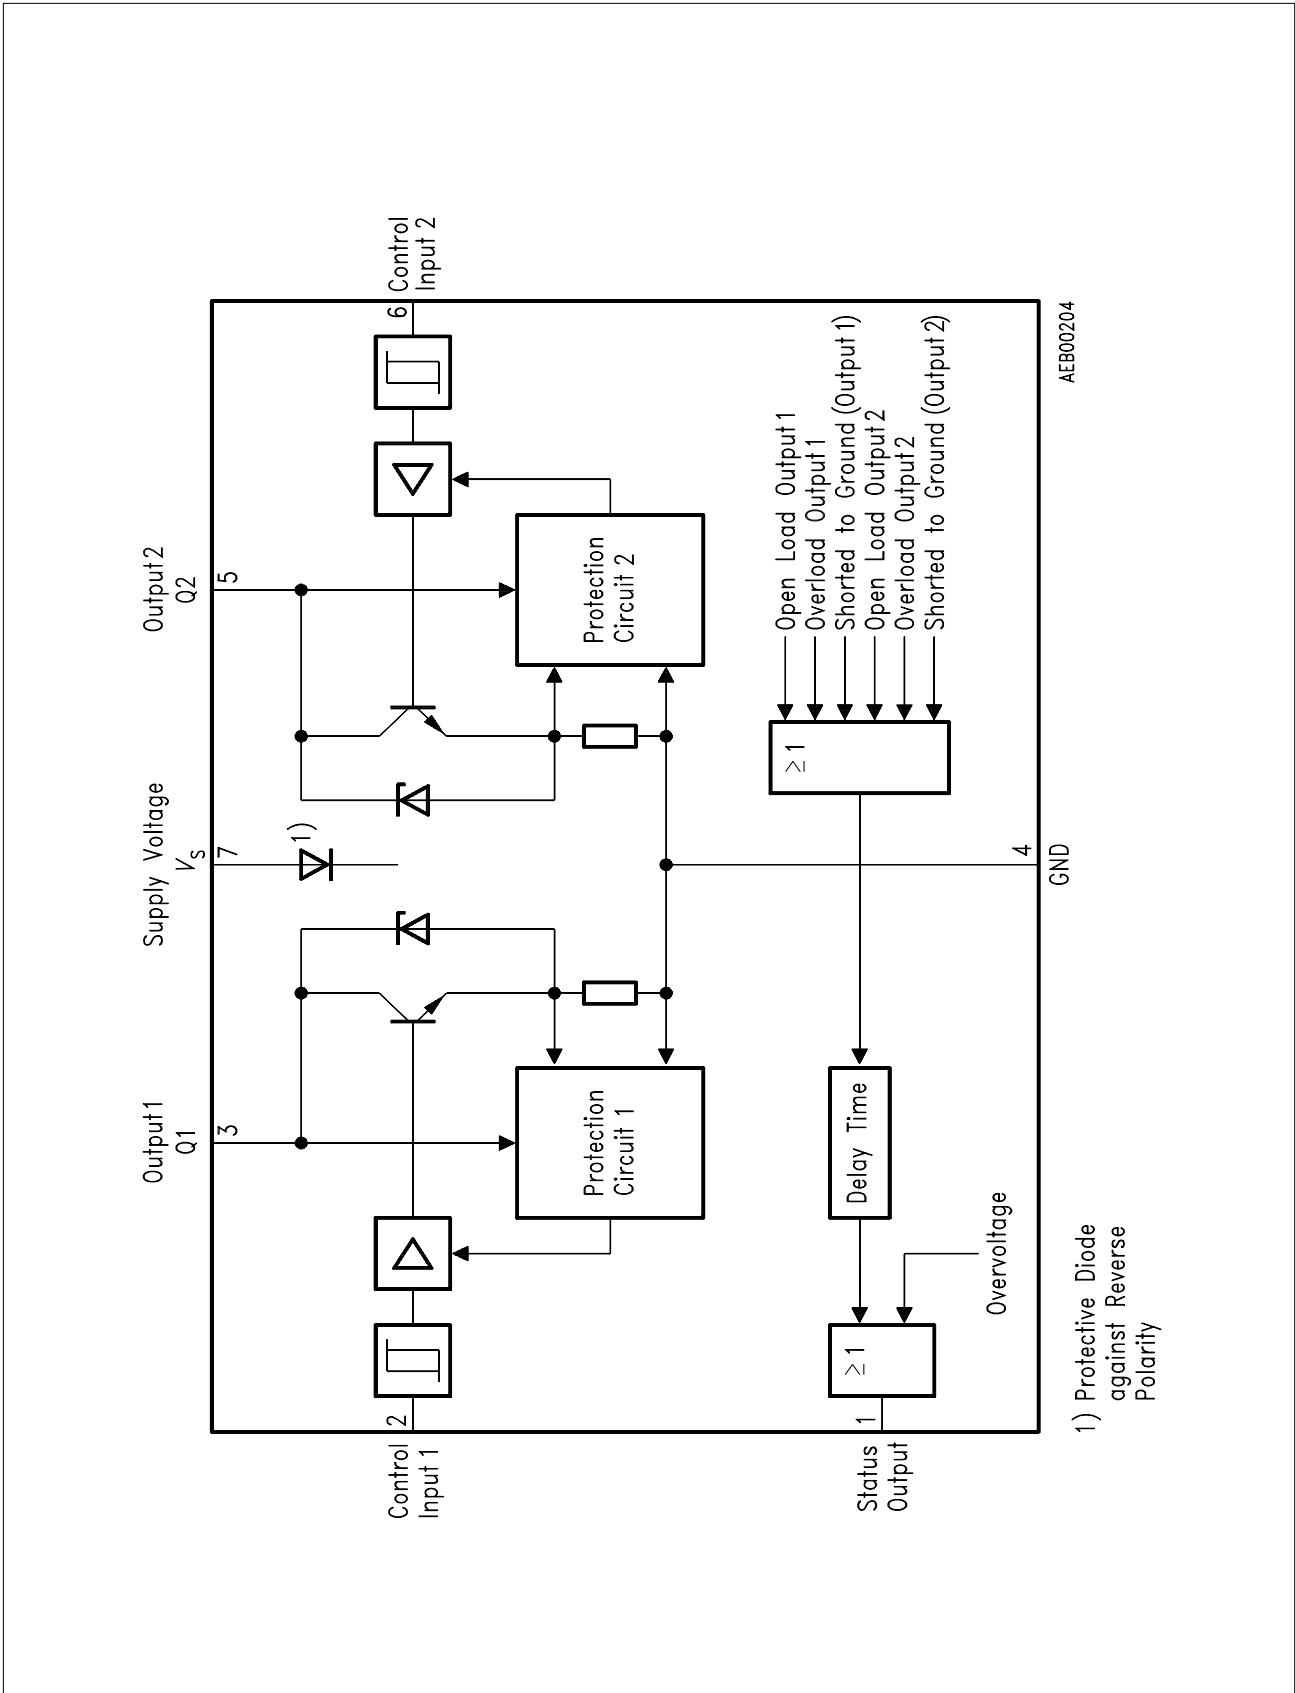 Supply Voltage
Output 1
Output 2
Q1
VS
Q2
3
7
5
1)
Control
Input 1
2
6
Control
Input 2
Protection
Circuit 1
Protection
Circuit 2
Open Load Output 1
Overload Output 1
Shorted to Ground (Output 1)
Open Load Output 2
Overload Output 2
Shorted to Ground (Output 2)
≥ 1
Delay Time
≥ 1
Status
Output
1
Overvoltage
4
GND
AEB00204
1) Protective Diode
against Reverse
Polarity